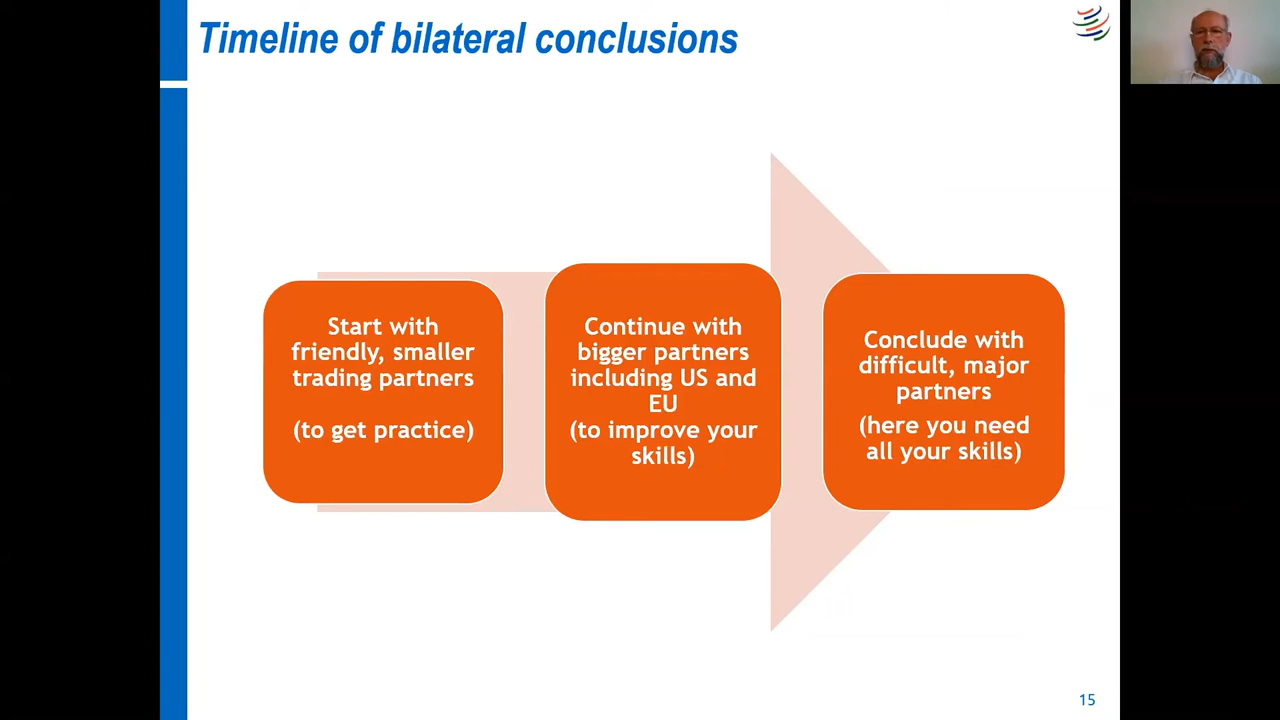 Timeline of bilateral conclusions
Start with
friendly, smaller
trading partners
(to get practice)
Continue with
bigger partners
including US and
EU
(to improve your
skills)
Conclude with
difficult, major
partners
(here you need
all your skills)
15